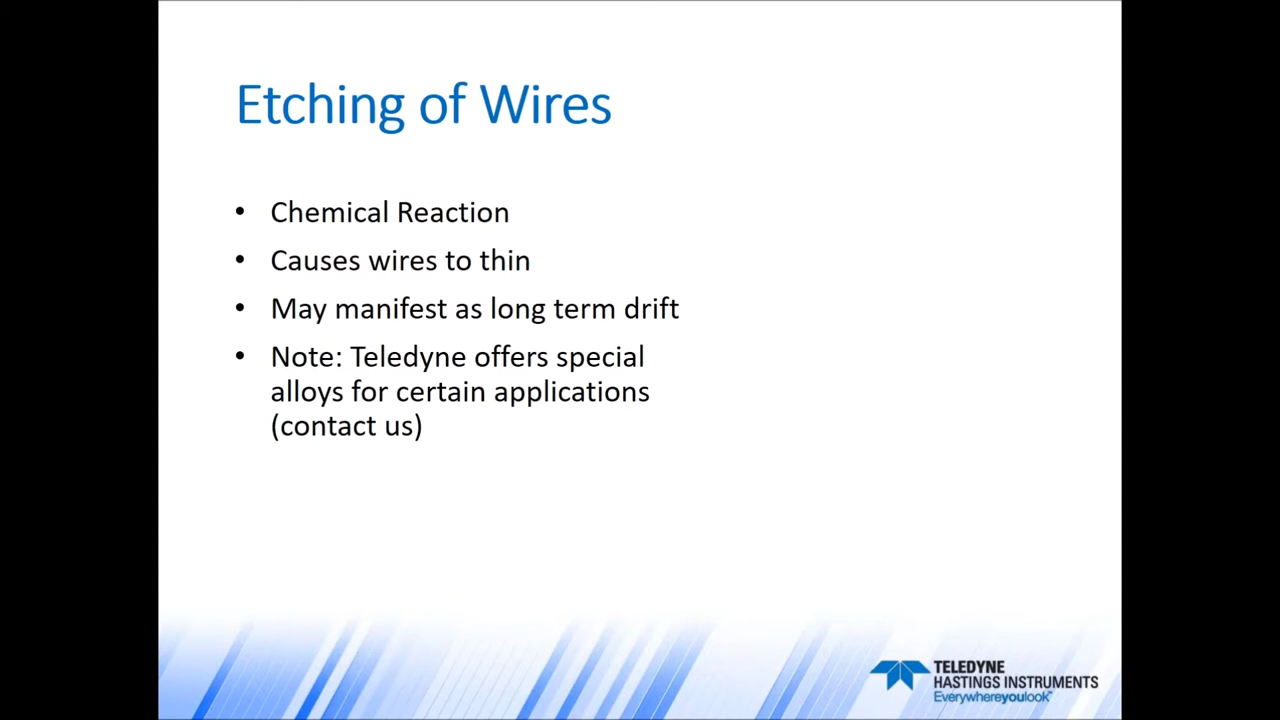 Etching of Wires
• Chemical Reaction
• Causes wires to thin
• May manifest as long term drift
• Note: Teledyne offers special
alloys for certain applications
(contact us)
TELEDYNE
HASTINGS INSTRUMENTS
Everywhereyoulook™